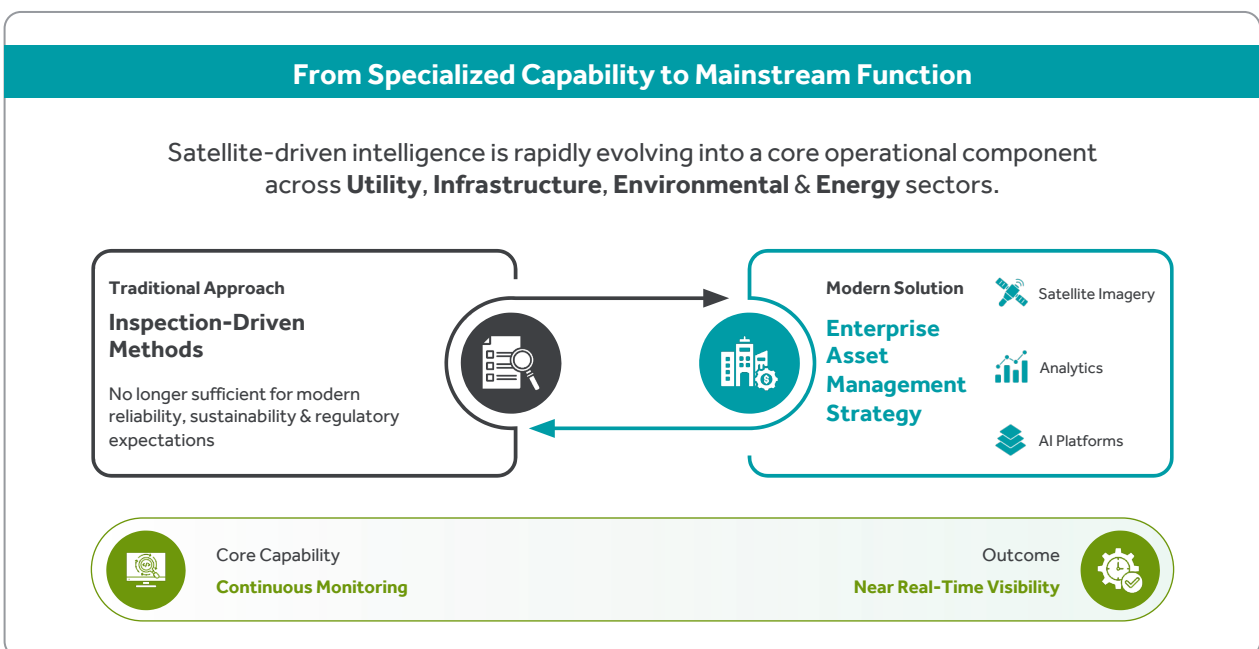 From Specialized Capability to Mainstream Function
Satellite-driven intelligence is rapidly evolving into a core operational component
across Utility, Infrastructure, Environmental & Energy sectors.
Traditional Approach
Inspection-Driven
Methods
No longer sufficient for modern
reliability, sustainability & regulatory
expectations
Modern Solution
Enterprise
Asset
Management
Strategy
Satellite Imagery
Analytics
AI Platforms
Core Capability
Continuous Monitoring
Outcome
Near Real-Time Visibility